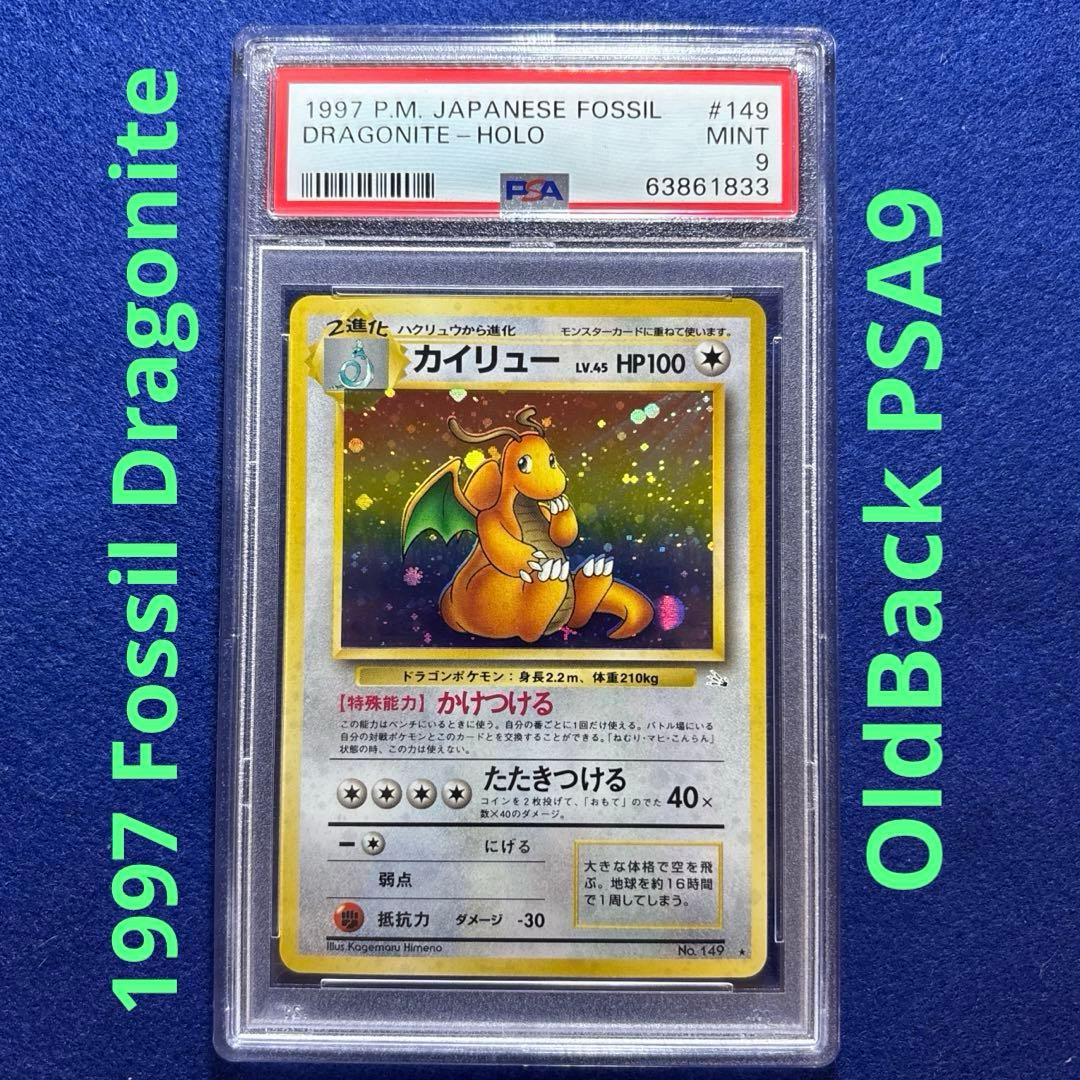 1997 Fossil Dragonite
1997 P.M. JAPANESE FOSSIL #149
DRAGONITE – HOLO MINT
9
PSA 63861833
2進化 ハクリュウから進化 モンスターカードに重ねて使います。
カイリュー LV.45 HP100
ドラゴンポケモン：身長2.2m、体重210kg
【特殊能力】かけつける
この能力はベンチにいるときに使う。自分の番ごとに1回だけ使える。バトル場にいる
自分の対戦ポケモンとこのカードとを交換することができる。「ねむり・マヒ・こんらん」
状態の時、この力は使えない。
たたきつける
コインを2枚投げて、「おもて」のでた 40×
数×40のダメージ。
にげる
弱点
抵抗力 ダメージ -30
大きな体格で空を飛
ぶ。地球を約16時間
で1周してしまう。
Illus.Kagemaru Himeno No. 149 ★
OldBack PSA9